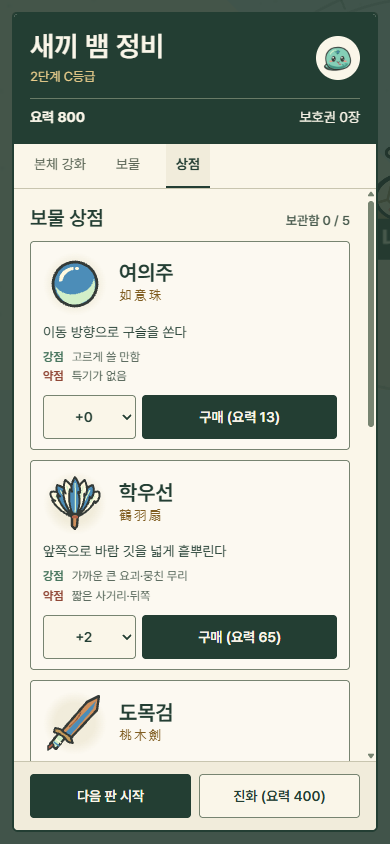 새끼 뱀 정비
2단계 C등급
요력 800
보호권 0장
본체 강화
보물
상점
보물 상점
보관함 0 / 5
여의주
如意珠
이동 방향으로 구슬을 쏜다
강점 고르게 쓸 만함
약점 특기가 없음
+0
구매 (요력 13)
학우선
鶴羽扇
앞쪽으로 바람 깃을 넓게 흩뿌린다
강점 가까운 큰 요괴·뭉친 무리
약점 짧은 사거리·뒤쪽
+2
구매 (요력 65)
도목검
桃木劍
다음 판 시작
진화 (요력 400)